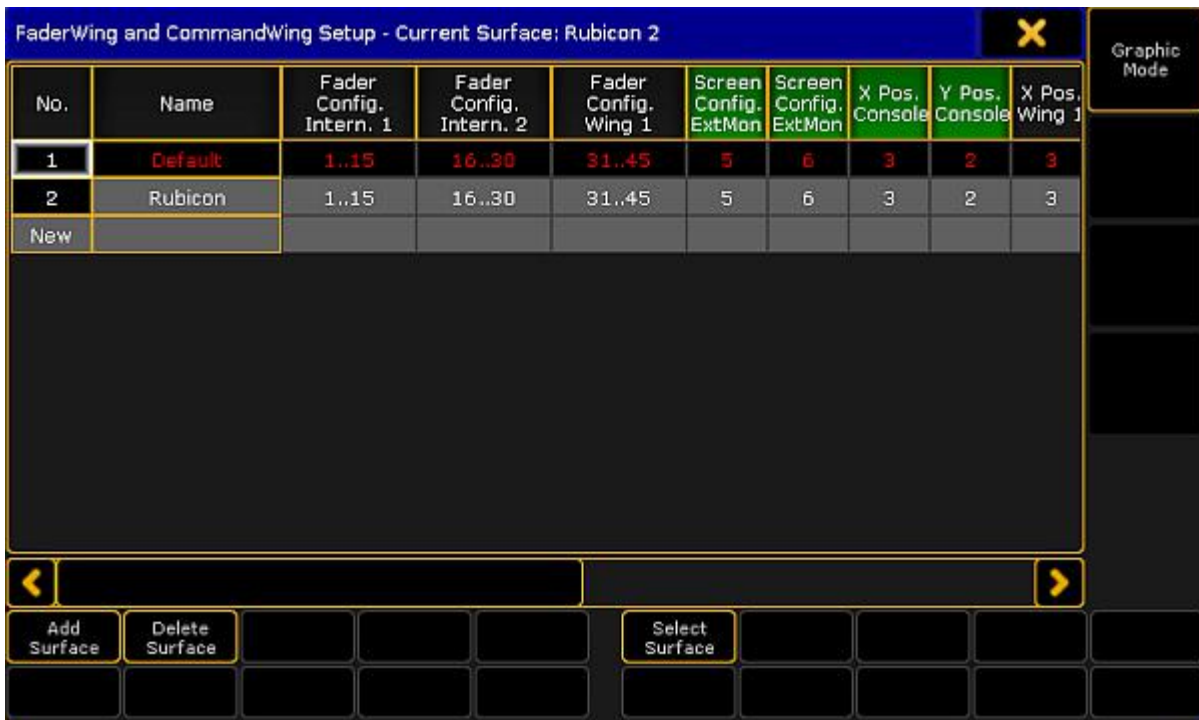 FaderWing and CommandWing Setup - Current Surface: Rubicon 2
Graphic
Mode
No. Name Fader Config. Intern. 1 Fader Config. Intern. 2 Fader Config. Wing 1 Screen Config. ExtMon Screen Config. ExtMon X Pos. Console Y Pos. Console X Pos. Wing 1
1 Default 1..15 16..30 31..45 5 6 3 2 3
2 Rubicon 1..15 16..30 31..45 5 6 3 2 3
New
Add Surface Delete Surface Select Surface